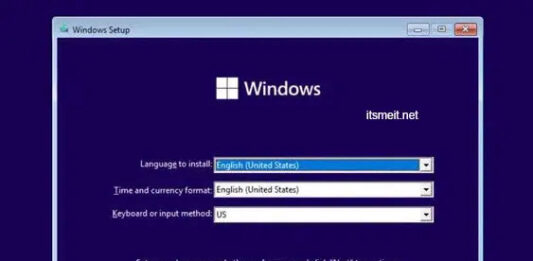 Windows Setup
Windows
itsmeit.net
Language to install: English (United States)
Time and currency format: English (United States)
Keyboard or input method: US